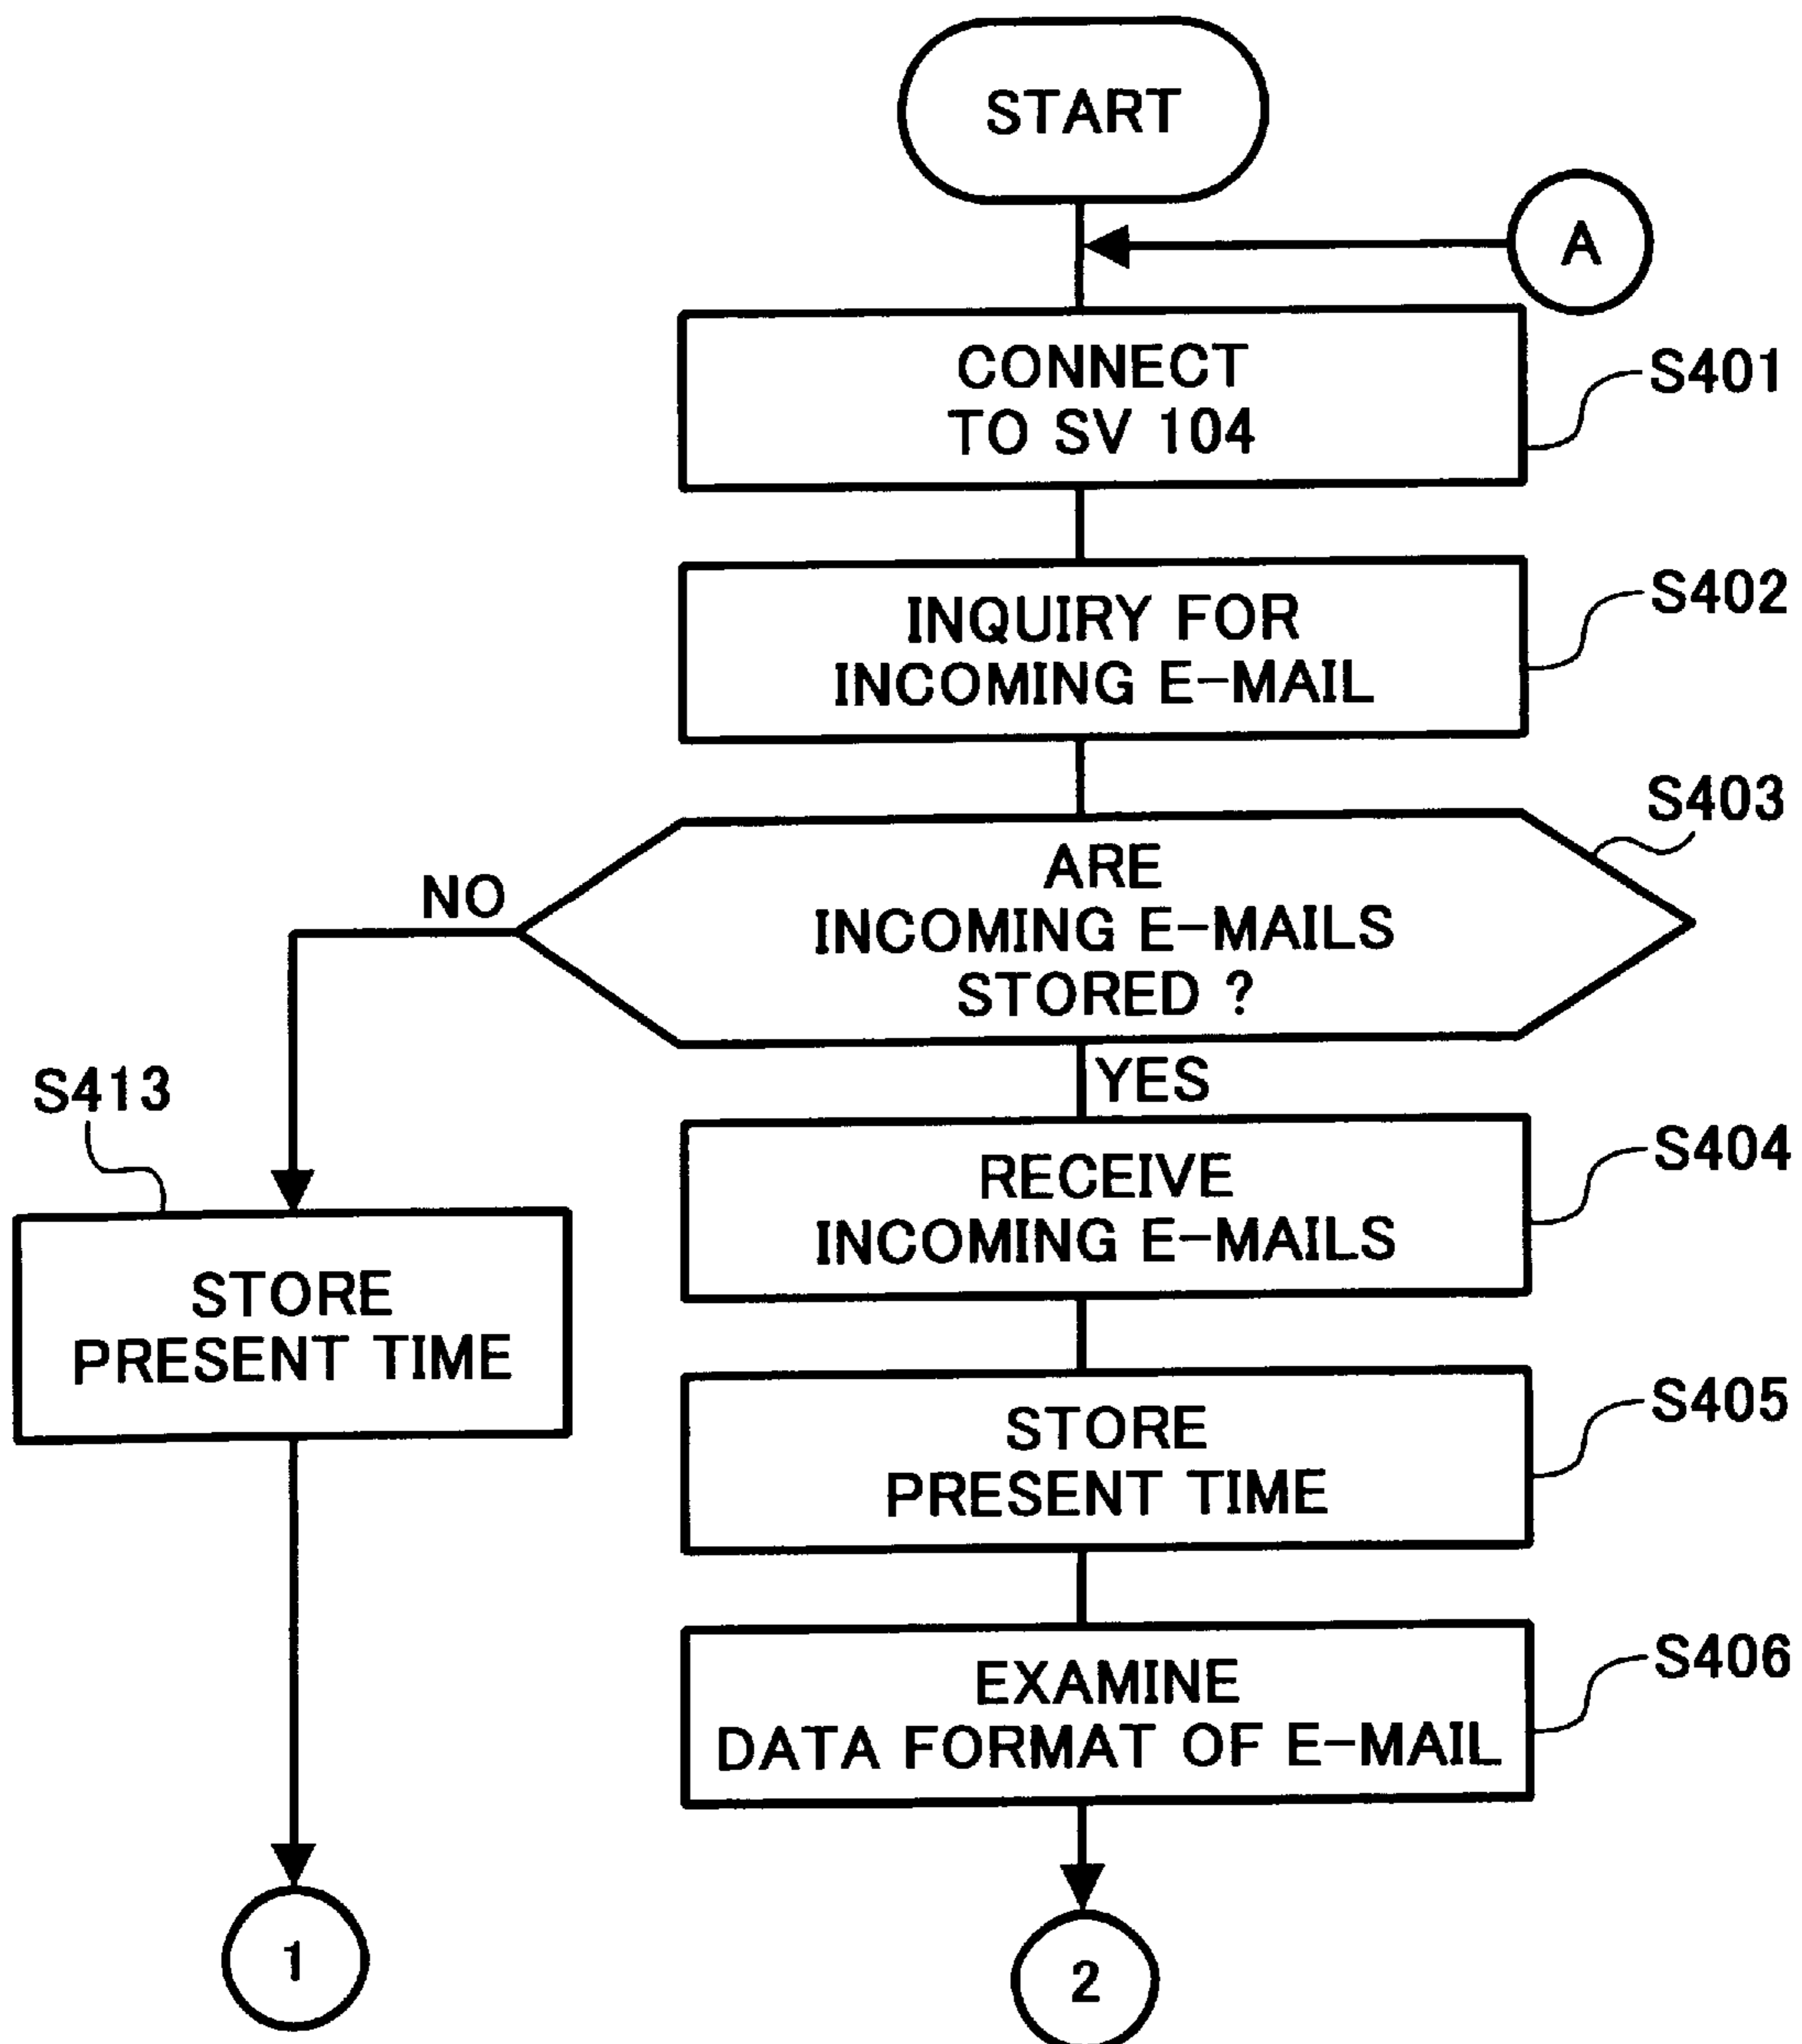 START
A
CONNECT
TO SV 104
S401
INQUIRY FOR
INCOMING E-MAIL
S402
S403
ARE
INCOMING E-MAILS
STORED ?
NO
YES
S413
STORE
PRESENT TIME
RECEIVE
INCOMING E-MAILS
S404
STORE
PRESENT TIME
S405
EXAMINE
DATA FORMAT OF E-MAIL
S406
1
2